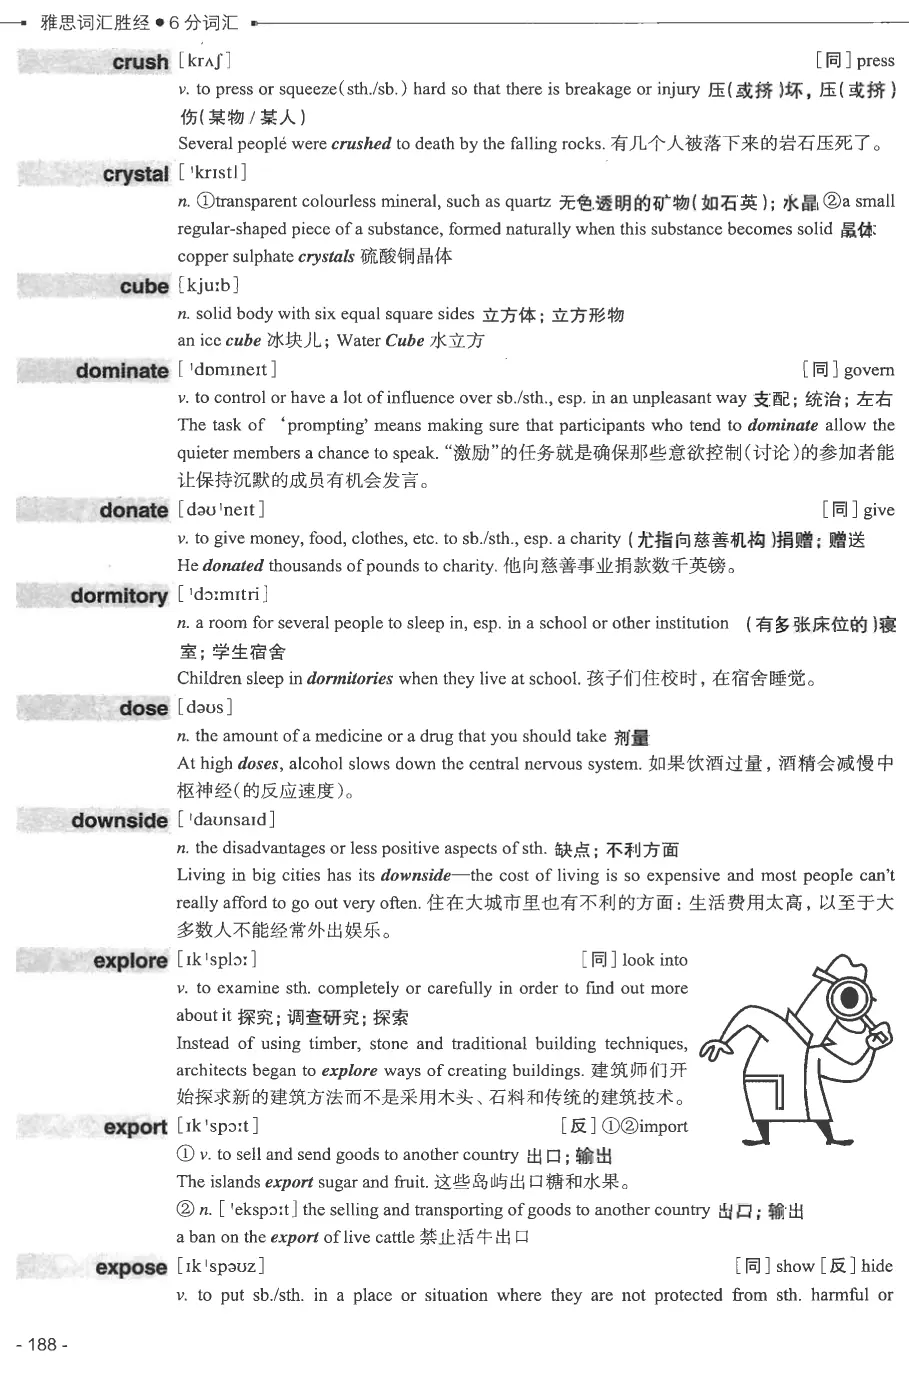 雅思词汇胜经●6分词汇
crush [krʌʃ] [同] press
v. to press or squeeze(sth./sb.) hard so that there is breakage or injury 压(或挤)坏，压(或挤)
伤(某物/某人)
Several people were crushed to death by the falling rocks. 有几个人被落下来的岩石压死了。
crystal [ˈkrɪstl]
n. ①transparent colourless mineral, such as quartz 无色透明的矿物(如石英)；水晶 ②a small
regular-shaped piece of a substance, formed naturally when this substance becomes solid 晶体
copper sulphate crystals 硫酸铜晶体
cube [kjuːb]
n. solid body with six equal square sides 立方体；立方形物
an ice cube 冰块儿；Water Cube 水立方
dominate [ˈdɒmɪneɪt] [同] govern
v. to control or have a lot of influence over sb./sth., esp. in an unpleasant way 支配；统治；左右
The task of ‘prompting’ means making sure that participants who tend to dominate allow the
quieter members a chance to speak. “激励”的任务就是确保那些意欲控制(讨论)的参加者能
让保持沉默的成员有机会发言。
donate [dəʊˈneɪt] [同] give
v. to give money, food, clothes, etc. to sb./sth., esp. a charity (尤指向慈善机构)捐赠；赠送
He donated thousands of pounds to charity. 他向慈善事业捐款数千英镑。
dormitory [ˈdɔːmɪtri]
n. a room for several people to sleep in, esp. in a school or other institution (有多张床位的)寝
室；学生宿舍
Children sleep in dormitories when they live at school. 孩子们住校时，在宿舍睡觉。
dose [dəʊs]
n. the amount of a medicine or a drug that you should take 剂量
At high doses, alcohol slows down the central nervous system. 如果饮酒过量，酒精会减慢中
枢神经(的反应速度)。
downside [ˈdaʊnsaɪd]
n. the disadvantages or less positive aspects of sth. 缺点；不利方面
Living in big cities has its downside—the cost of living is so expensive and most people can't
really afford to go out very often. 住在大城市里也有不利的方面：生活费用太高，以至于大
多数人不能经常外出娱乐。
explore [ɪkˈsplɔː] [同] look into
v. to examine sth. completely or carefully in order to find out more
about it 探究；调查研究；探索
Instead of using timber, stone and traditional building techniques,
architects began to explore ways of creating buildings. 建筑师们开
始探求新的建筑方法而不是采用木头、石料和传统的建筑技术。
export [ɪkˈspɔːt] [反] ①②import
① v. to sell and send goods to another country 出口；输出
The islands export sugar and fruit. 这些岛屿出口糖和水果。
② n. [ˈekspɔːt] the selling and transporting of goods to another country 出口；输出
a ban on the export of live cattle 禁止活牛出口
expose [ɪkˈspəʊz] [同] show [反] hide
v. to put sb./sth. in a place or situation where they are not protected from sth. harmful or
- 188 -